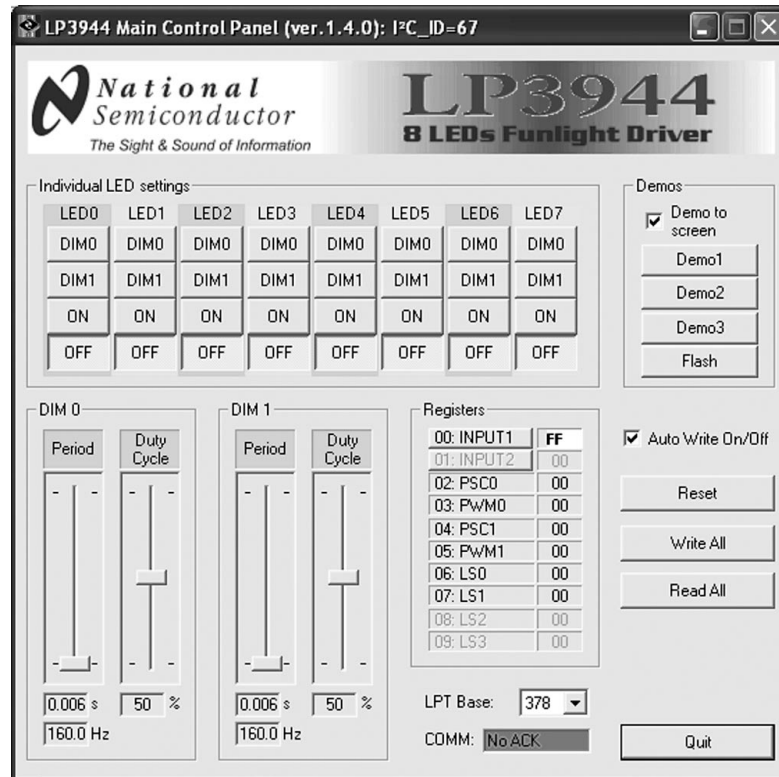 LP3944 Main Control Panel (ver.1.4.0): I²C_ID=67
National
Semiconductor
The Sight & Sound of Information
LP3944
8 LEDs Funlight Driver
Individual LED settings
LED0 LED1 LED2 LED3 LED4 LED5 LED6 LED7
DIM0 DIM0 DIM0 DIM0 DIM0 DIM0 DIM0 DIM0
DIM1 DIM1 DIM1 DIM1 DIM1 DIM1 DIM1 DIM1
ON ON ON ON ON ON ON ON
OFF OFF OFF OFF OFF OFF OFF OFF
Demos
Demo to
screen
Demo1
Demo2
Demo3
Flash
DIM 0
Period
Duty
Cycle
0.006 s 50 %
160.0 Hz
DIM 1
Period
Duty
Cycle
0.006 s 50 %
160.0 Hz
Registers
00: INPUT1 FF
01: INPUT2 00
02: PSC0 00
03: PWM0 00
04: PSC1 00
05: PWM1 00
06: LS0 00
07: LS1 00
08: LS2 00
09: LS3 00
LPT Base: 378
COMM: No ACK
Auto Write On/Off
Reset
Write All
Read All
Quit